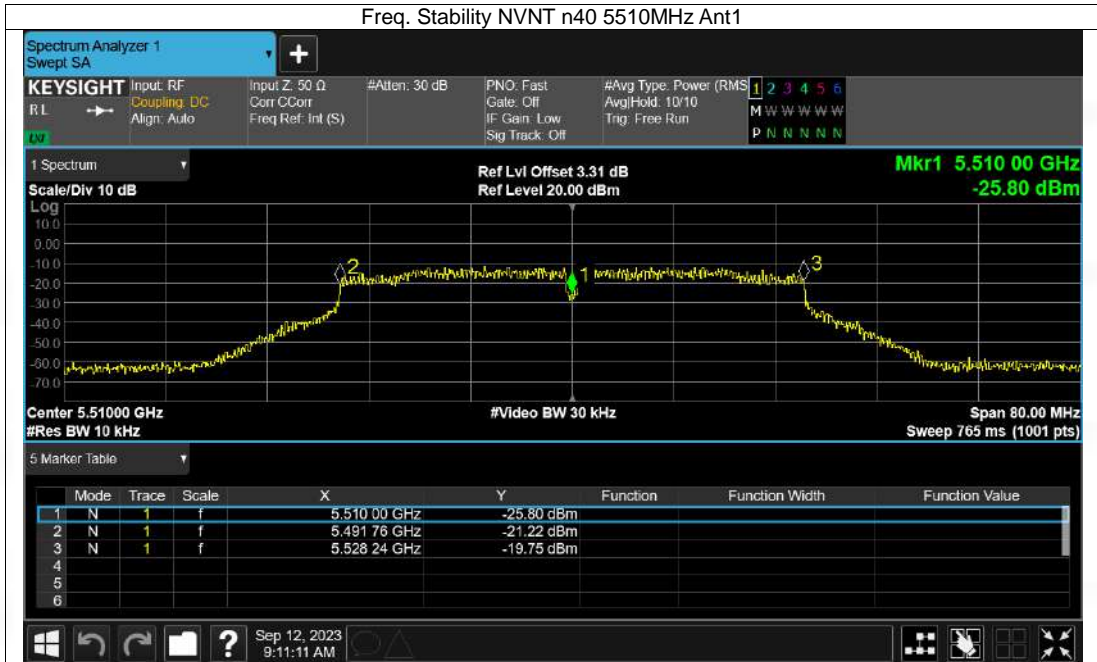 Freq. Stability NVNT n40 5510MHz Ant1
Spectrum Analyzer 1
Swept SA
+
KEYSIGHT
R L
LXI
Input: RF
Coupling: DC
Align: Auto
Input Z: 50 Ω
Corr CCorr
Freq Ref: Int (S)
#Atten: 30 dB
PNO: Fast
Gate: Off
IF Gain: Low
Sig Track: Off
#Avg Type: Power (RMS
Avg|Hold: 10/10
Trig: Free Run
1 2 3 4 5 6
M W W W W W
P N N N N N
1 Spectrum
Scale/Div 10 dB
Ref Lvl Offset 3.31 dB
Ref Level 20.00 dBm
Mkr1 5.510 00 GHz
-25.80 dBm
Log
10.0
0.00
-10.0
-20.0
-30.0
-40.0
-50.0
-60.0
-70.0
2
1
3
Center 5.51000 GHz
#Res BW 10 kHz
#Video BW 30 kHz
Span 80.00 MHz
Sweep 765 ms (1001 pts)
5 Marker Table
Mode Trace Scale X Y Function Function Width Function Value
1 N 1 f 5.510 00 GHz -25.80 dBm
2 N 1 f 5.491 76 GHz -21.22 dBm
3 N 1 f 5.528 24 GHz -19.75 dBm
4
5
6
?
Sep 12, 2023
9:11:11 AM